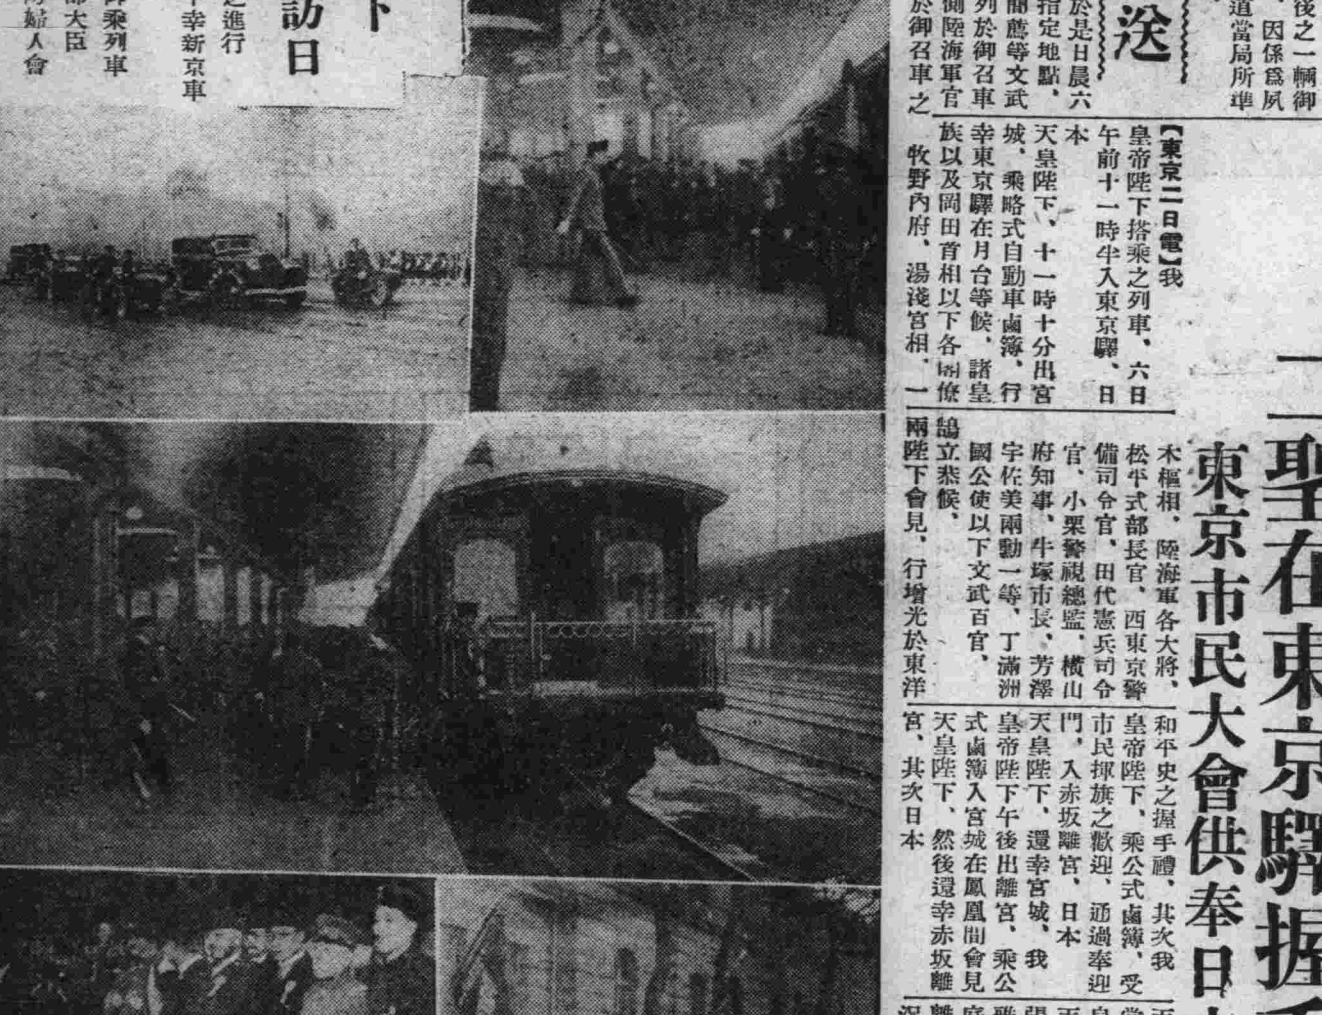 後之一輛御
、因係爲夙
道當局所準
送
於是日晨六
指定地點、
簡薦等文武
列於御召車
側陸海軍官
於御召車之
下
訪日
之進行
幸新京車
御乘列車
部大臣
婦人會
二聖在東京驛握
東京市民大會供奉日
【東京二日電】我
皇帝陛下搭乘之列車、六日
午前十一時半入東京驛、日
本
天皇陛下、十一時十分出宮
城、乘略式自動車鹵簿、行
幸東京驛在月台等候、諸皇
族以及岡田首相以下各閣僚
牧野內府、湯淺宮相、一
木樞相、陸海軍各大將、
松平式部長官、西東京警
備司令官、田代憲兵司令
官、小栗警視總監、橫山
府知事、牛塚市長、芳澤
宇佐美兩勳一等、丁滿洲
國公使以下文武百官、
鵠立恭候、
兩陛下會見、行增光於東洋
和平史之握手禮、其次我
皇帝陛下、乘公式鹵簿、受
市民揮旗之歡迎、通過奉迎
門、入赤坂離宮、日本
天皇陛下、還幸宮城、我
皇帝陛下午後出離宮、乘公
式鹵簿入宮城在鳳凰間會見
天皇陛下、然後還幸赤坂離
宮、其次日本